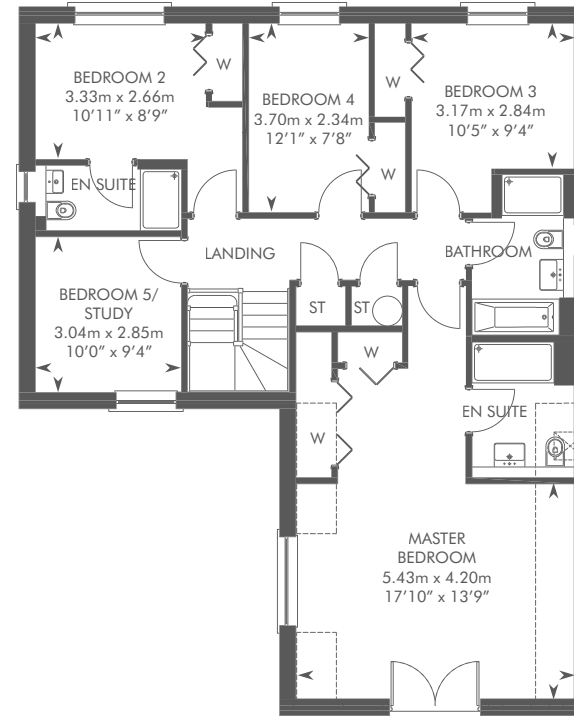 BEDROOM 2
3.33m x 2.66m
10'11" x 8'9"
W
BEDROOM 4
3.70m x 2.34m
12'1" x 7'8"
W
W
BEDROOM 3
3.17m x 2.84m
10'5" x 9'4"
EN SUITE
LANDING
BATHROOM
BEDROOM 5/
STUDY
3.04m x 2.85m
10'0" x 9'4"
ST
ST
W
W
EN SUITE
MASTER
BEDROOM
5.43m x 4.20m
17'10" x 13'9"